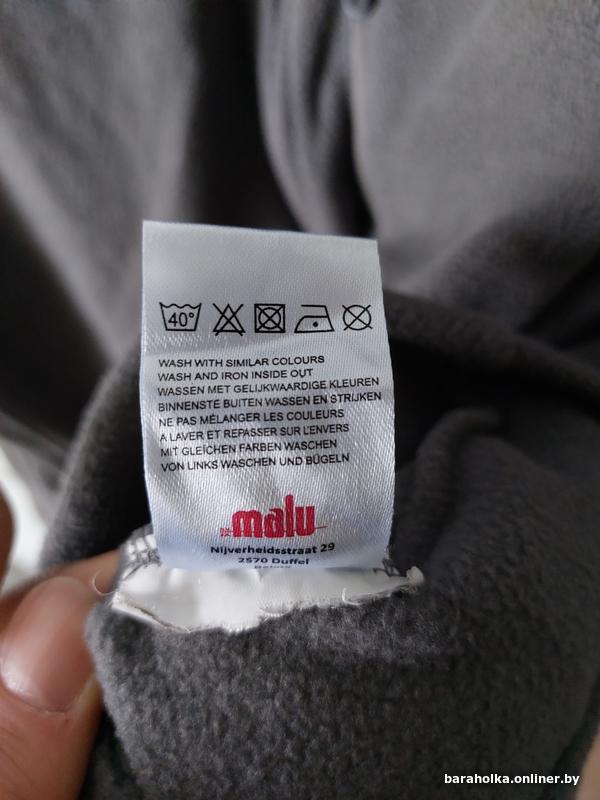 40°
WASH WITH SIMILAR COLOURS
WASH AND IRON INSIDE OUT
WASSEN MET GELIJKWAARDIGE KLEUREN
BINNENSTE BUITEN WASSEN EN STRIJKEN
NE PAS MÉLANGER LES COULEURS
A LAVER ET REPASSER SUR L'ENVERS
MIT GLEICHEN FARBEN WASCHEN
VON LINKS WASCHEN UND BÜGELN
malu
Nijverheidsstraat 29
2570 Duffel
baraholka.onliner.by